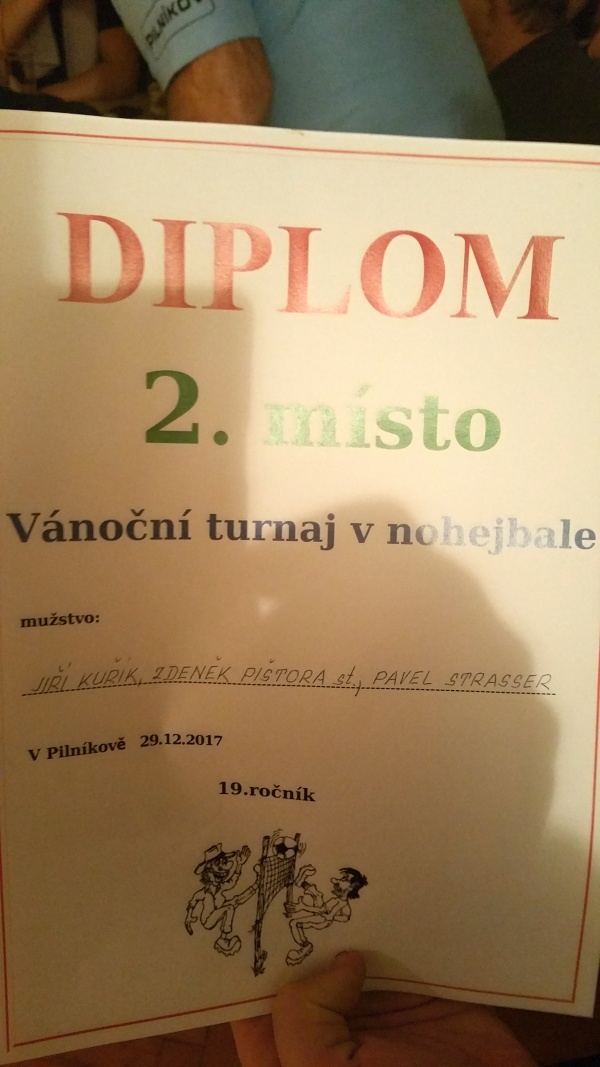 PILNÍKOV
DIPLOM
2. místo
Vánoční turnaj v nohejbale
mužstvo:
JIŘÍ KUŘÍK, ZDENĚK PIŠTORA st., PAVEL STRASSER
V Pilníkově 29.12.2017
19.ročník